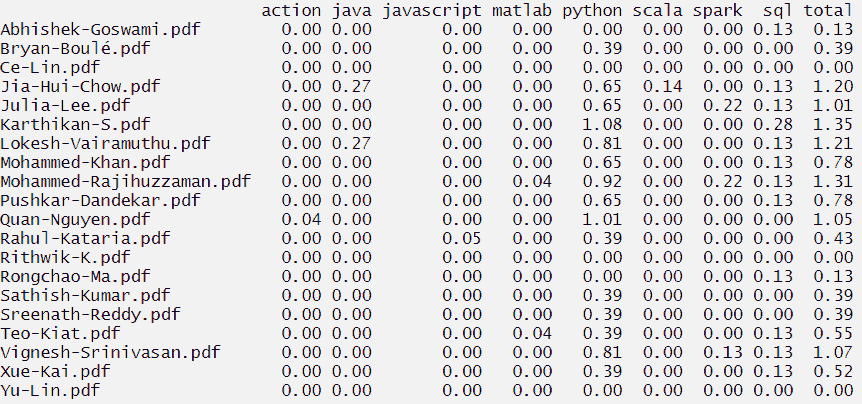 action java javascript matlab python scala spark sql total
Abhishek-Goswami.pdf 0.00 0.00 0.00 0.00 0.00 0.00 0.00 0.13 0.13
Bryan-Boulé.pdf 0.00 0.00 0.00 0.00 0.39 0.00 0.00 0.00 0.39
Ce-Lin.pdf 0.00 0.00 0.00 0.00 0.00 0.00 0.00 0.00 0.00
Jia-Hui-Chow.pdf 0.00 0.27 0.00 0.00 0.65 0.14 0.00 0.13 1.20
Julia-Lee.pdf 0.00 0.00 0.00 0.00 0.65 0.00 0.22 0.13 1.01
Karthikan-S.pdf 0.00 0.00 0.00 0.00 1.08 0.00 0.00 0.28 1.35
Lokesh-Vairamuthu.pdf 0.00 0.27 0.00 0.00 0.81 0.00 0.00 0.13 1.21
Mohammed-Khan.pdf 0.00 0.00 0.00 0.00 0.65 0.00 0.00 0.13 0.78
Mohammed-Rajihuzzaman.pdf 0.00 0.00 0.00 0.04 0.92 0.00 0.22 0.13 1.31
Pushkar-Dandekar.pdf 0.00 0.00 0.00 0.00 0.65 0.00 0.00 0.13 0.78
Quan-Nguyen.pdf 0.04 0.00 0.00 0.00 1.01 0.00 0.00 0.00 1.05
Rahul-Kataria.pdf 0.00 0.00 0.05 0.00 0.39 0.00 0.00 0.00 0.43
Rithwik-K.pdf 0.00 0.00 0.00 0.00 0.00 0.00 0.00 0.00 0.00
Rongchao-Ma.pdf 0.00 0.00 0.00 0.00 0.00 0.00 0.00 0.13 0.13
Sathish-Kumar.pdf 0.00 0.00 0.00 0.00 0.39 0.00 0.00 0.00 0.39
Sreenath-Reddy.pdf 0.00 0.00 0.00 0.00 0.39 0.00 0.00 0.00 0.39
Teo-Kiat.pdf 0.00 0.00 0.00 0.04 0.39 0.00 0.00 0.13 0.55
Vignesh-Srinivasan.pdf 0.00 0.00 0.00 0.00 0.81 0.00 0.13 0.13 1.07
Xue-Kai.pdf 0.00 0.00 0.00 0.00 0.39 0.00 0.00 0.13 0.52
Yu-Lin.pdf 0.00 0.00 0.00 0.00 0.00 0.00 0.00 0.00 0.00